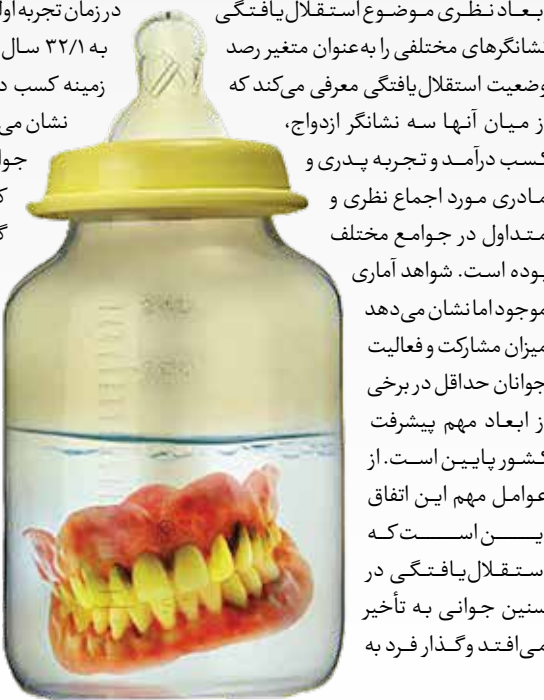 ابعاد نظری موضوع استقلال‌یافتگی
نشانگرهای مختلفی را به‌عنوان متغیر رصد
وضعیت استقلال‌یافتگی معرفی می‌کند که
از میان آنها سه نشانگر ازدواج،
کسب درآمد و تجربه پدری و
مادری مورد اجماع نظری و
متداول در جوامع مختلف
بوده است. شواهد آماری
موجود اما نشان می‌دهد
میزان مشارکت و فعالیت
جوانان حداقل در برخی
از ابعاد مهم پیشرفت
کشور پایین است. از
عوامل مهم این اتفاق
این است که
استقلال‌یافتگی در
سنین جوانی به تأخیر
می‌افتد و گذار فرد به
در زمان تجربه
به ۳۲/۱ سال
زمینه کسب
نشان